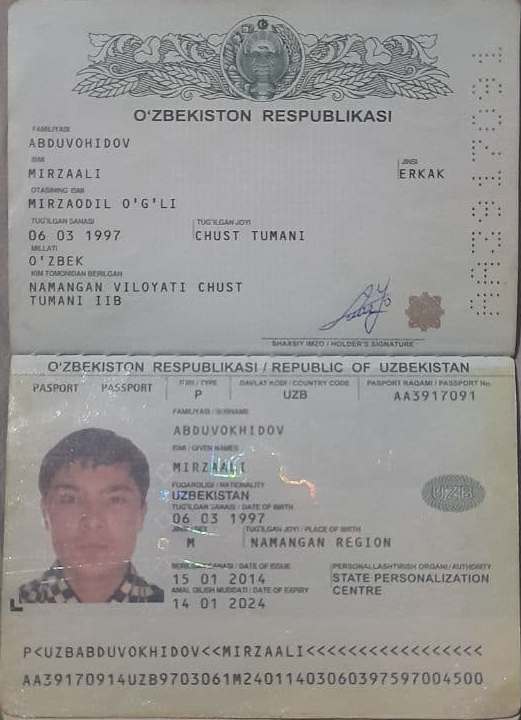 O‘ZBEKISTON RESPUBLIKASI
FAMILIYASI
ABDUVOHIDOV
ISMI JINSI
MIRZAALI ERKAK
OTASINING ISMI
MIRZAODIL O'G'LI
TUG'ILGAN SANASI TUG'ILGAN JOYI
06 03 1997 CHUST TUMANI
MILLATI
O'ZBEK
KIM TOMONIDAN BERILGAN
NAMANGAN VILOYATI CHUST
TUMANI IIB
SHAXSIY IMZO / HOLDER'S SIGNATURE
O‘ZBEKISTON RESPUBLIKASI / REPUBLIC OF UZBEKISTAN
PASPORT PASSPORT TURI / TYPE DAVLAT KODI / COUNTRY CODE PASPORT RAQAMI / PASSPORT No.
P UZB AA3917091
FAMILIYASI / SURNAME
ABDUVOKHIDOV
ISMI / GIVEN NAMES
MIRZAALI
FUQAROLIGI / NATIONALITY
UZBEKISTAN
UZB
TUG'ILGAN SANASI / DATE OF BIRTH
06 03 1997
JINSI / SEX TUG'ILGAN JOYI / PLACE OF BIRTH
M NAMANGAN REGION
BERILGAN SANASI / DATE OF ISSUE PERSONALLASHTIRISH ORGANI / AUTHORITY
15 01 2014 STATE PERSONALIZATION
AMAL QILISH MUDDATI / DATE OF EXPIRY CENTRE
14 01 2024
P<UZBABDUVOKHIDOV<<MIRZAALI<<<<<<<<<<<<<<<<<
AA39170914UZB9703061M24011403060397597004500